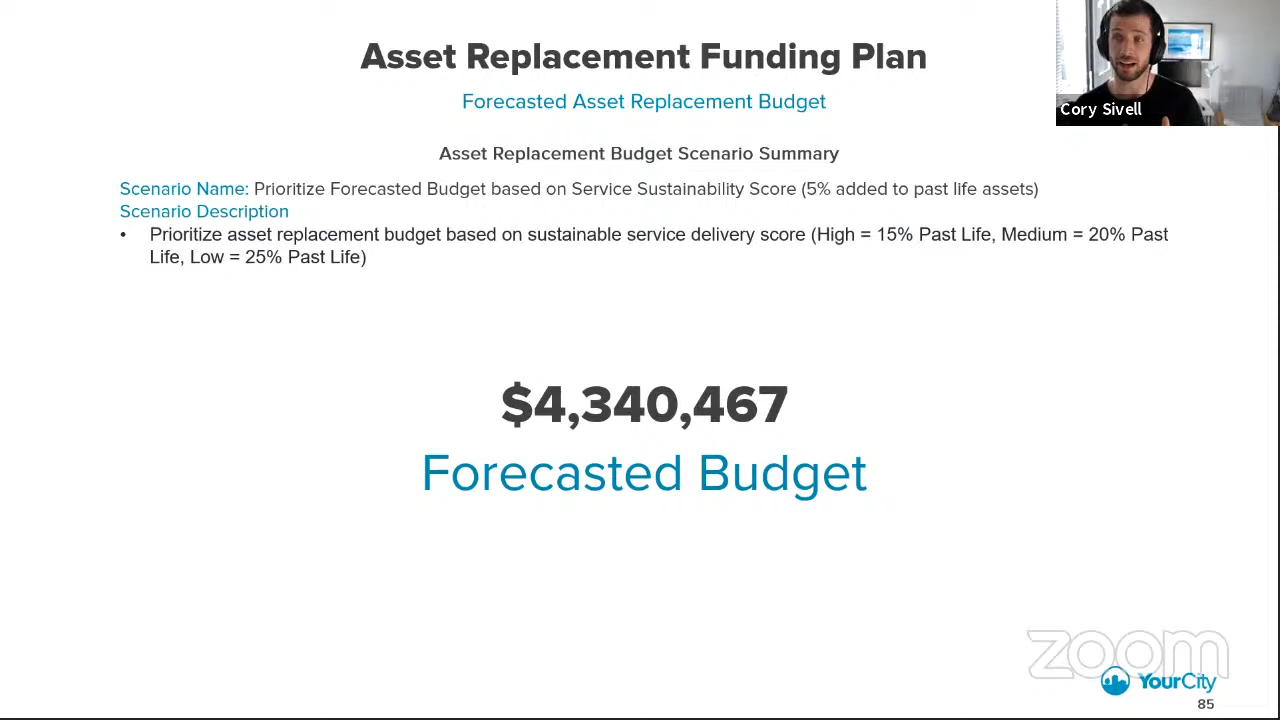 Asset Replacement Funding Plan
Forecasted Asset Replacement Budget
Cory Sivell
Asset Replacement Budget Scenario Summary
Scenario Name: Prioritize Forecasted Budget based on Service Sustainability Score (5% added to past life assets)
Scenario Description
• Prioritize asset replacement budget based on sustainable service delivery score (High = 15% Past Life, Medium = 20% Past
Life, Low = 25% Past Life)
$4,340,467
Forecasted Budget
zoom
YourCity
85